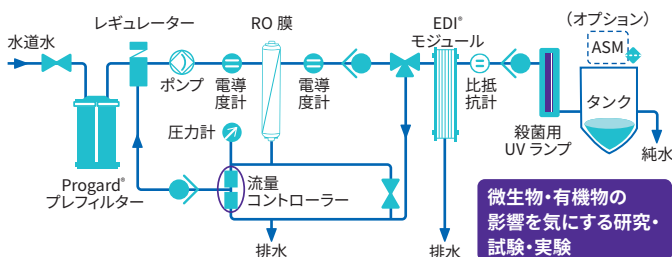 レギュレーター
RO 膜
EDI®
モジュール
(オプション)
ASM
水道水
ポンプ
電導
度計
電導
度計
比抵
抗計
タンク
圧力計
殺菌用
UV ランプ
純水
Progard®
プレフィルター
流量
コントローラー
排水
排水
微生物・有機物の
影響を気にする研究・
試験・実験